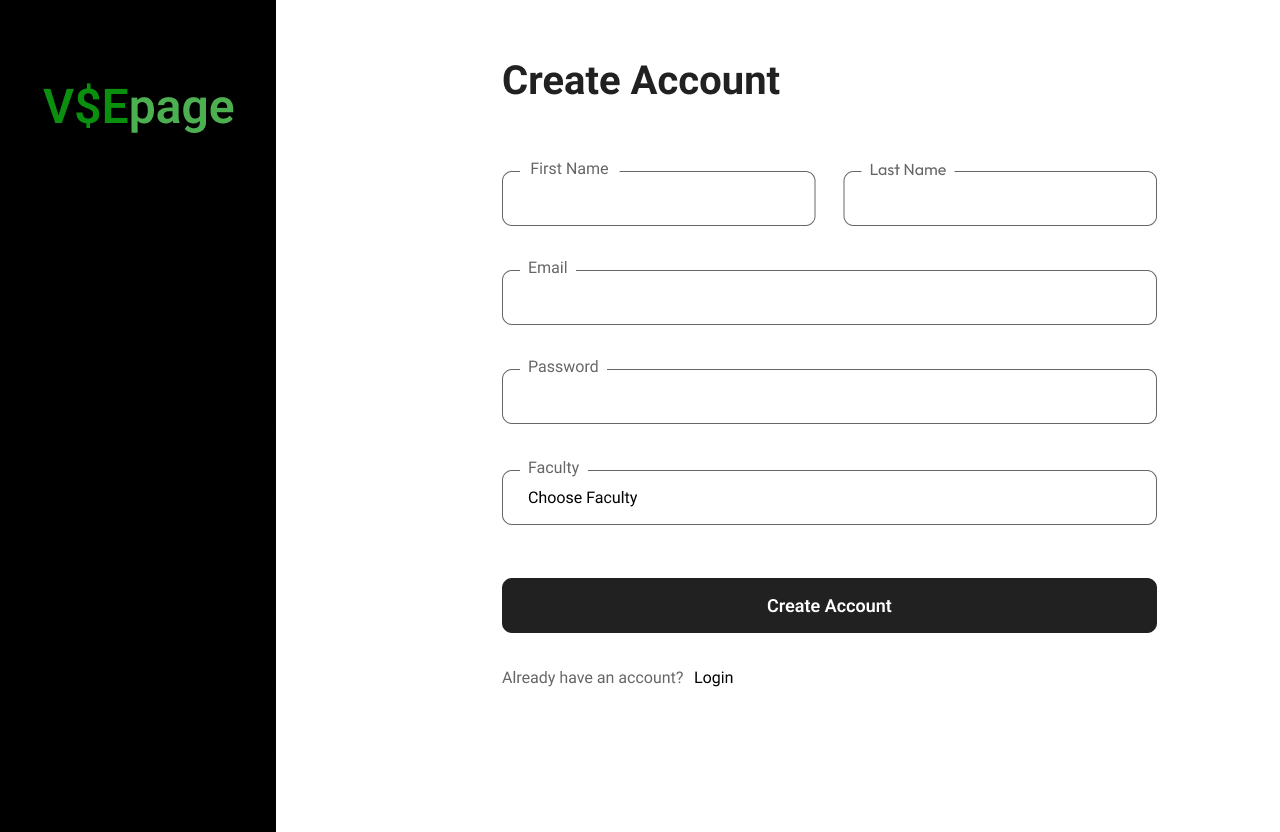 V$Epage
Create Account
First Name
Last Name
Email
Password
Faculty
Choose Faculty
Create Account
Already have an account? Login